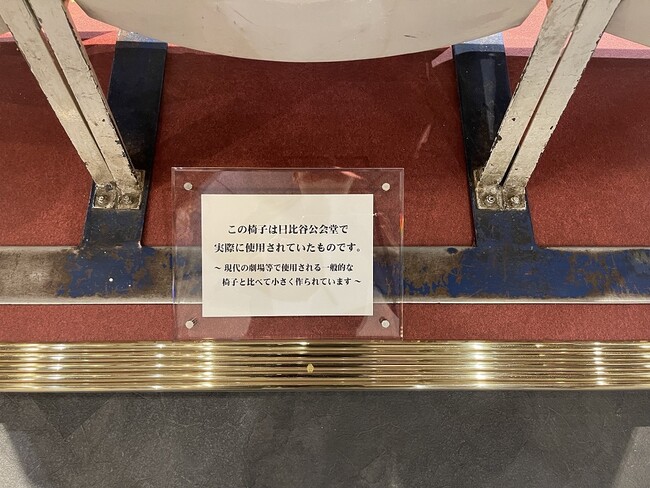 この椅子は日比谷公会堂で
実際に使用されていたものです。
～ 現代の劇場等で使用される一般的な
椅子と比べて小さく作られています ～